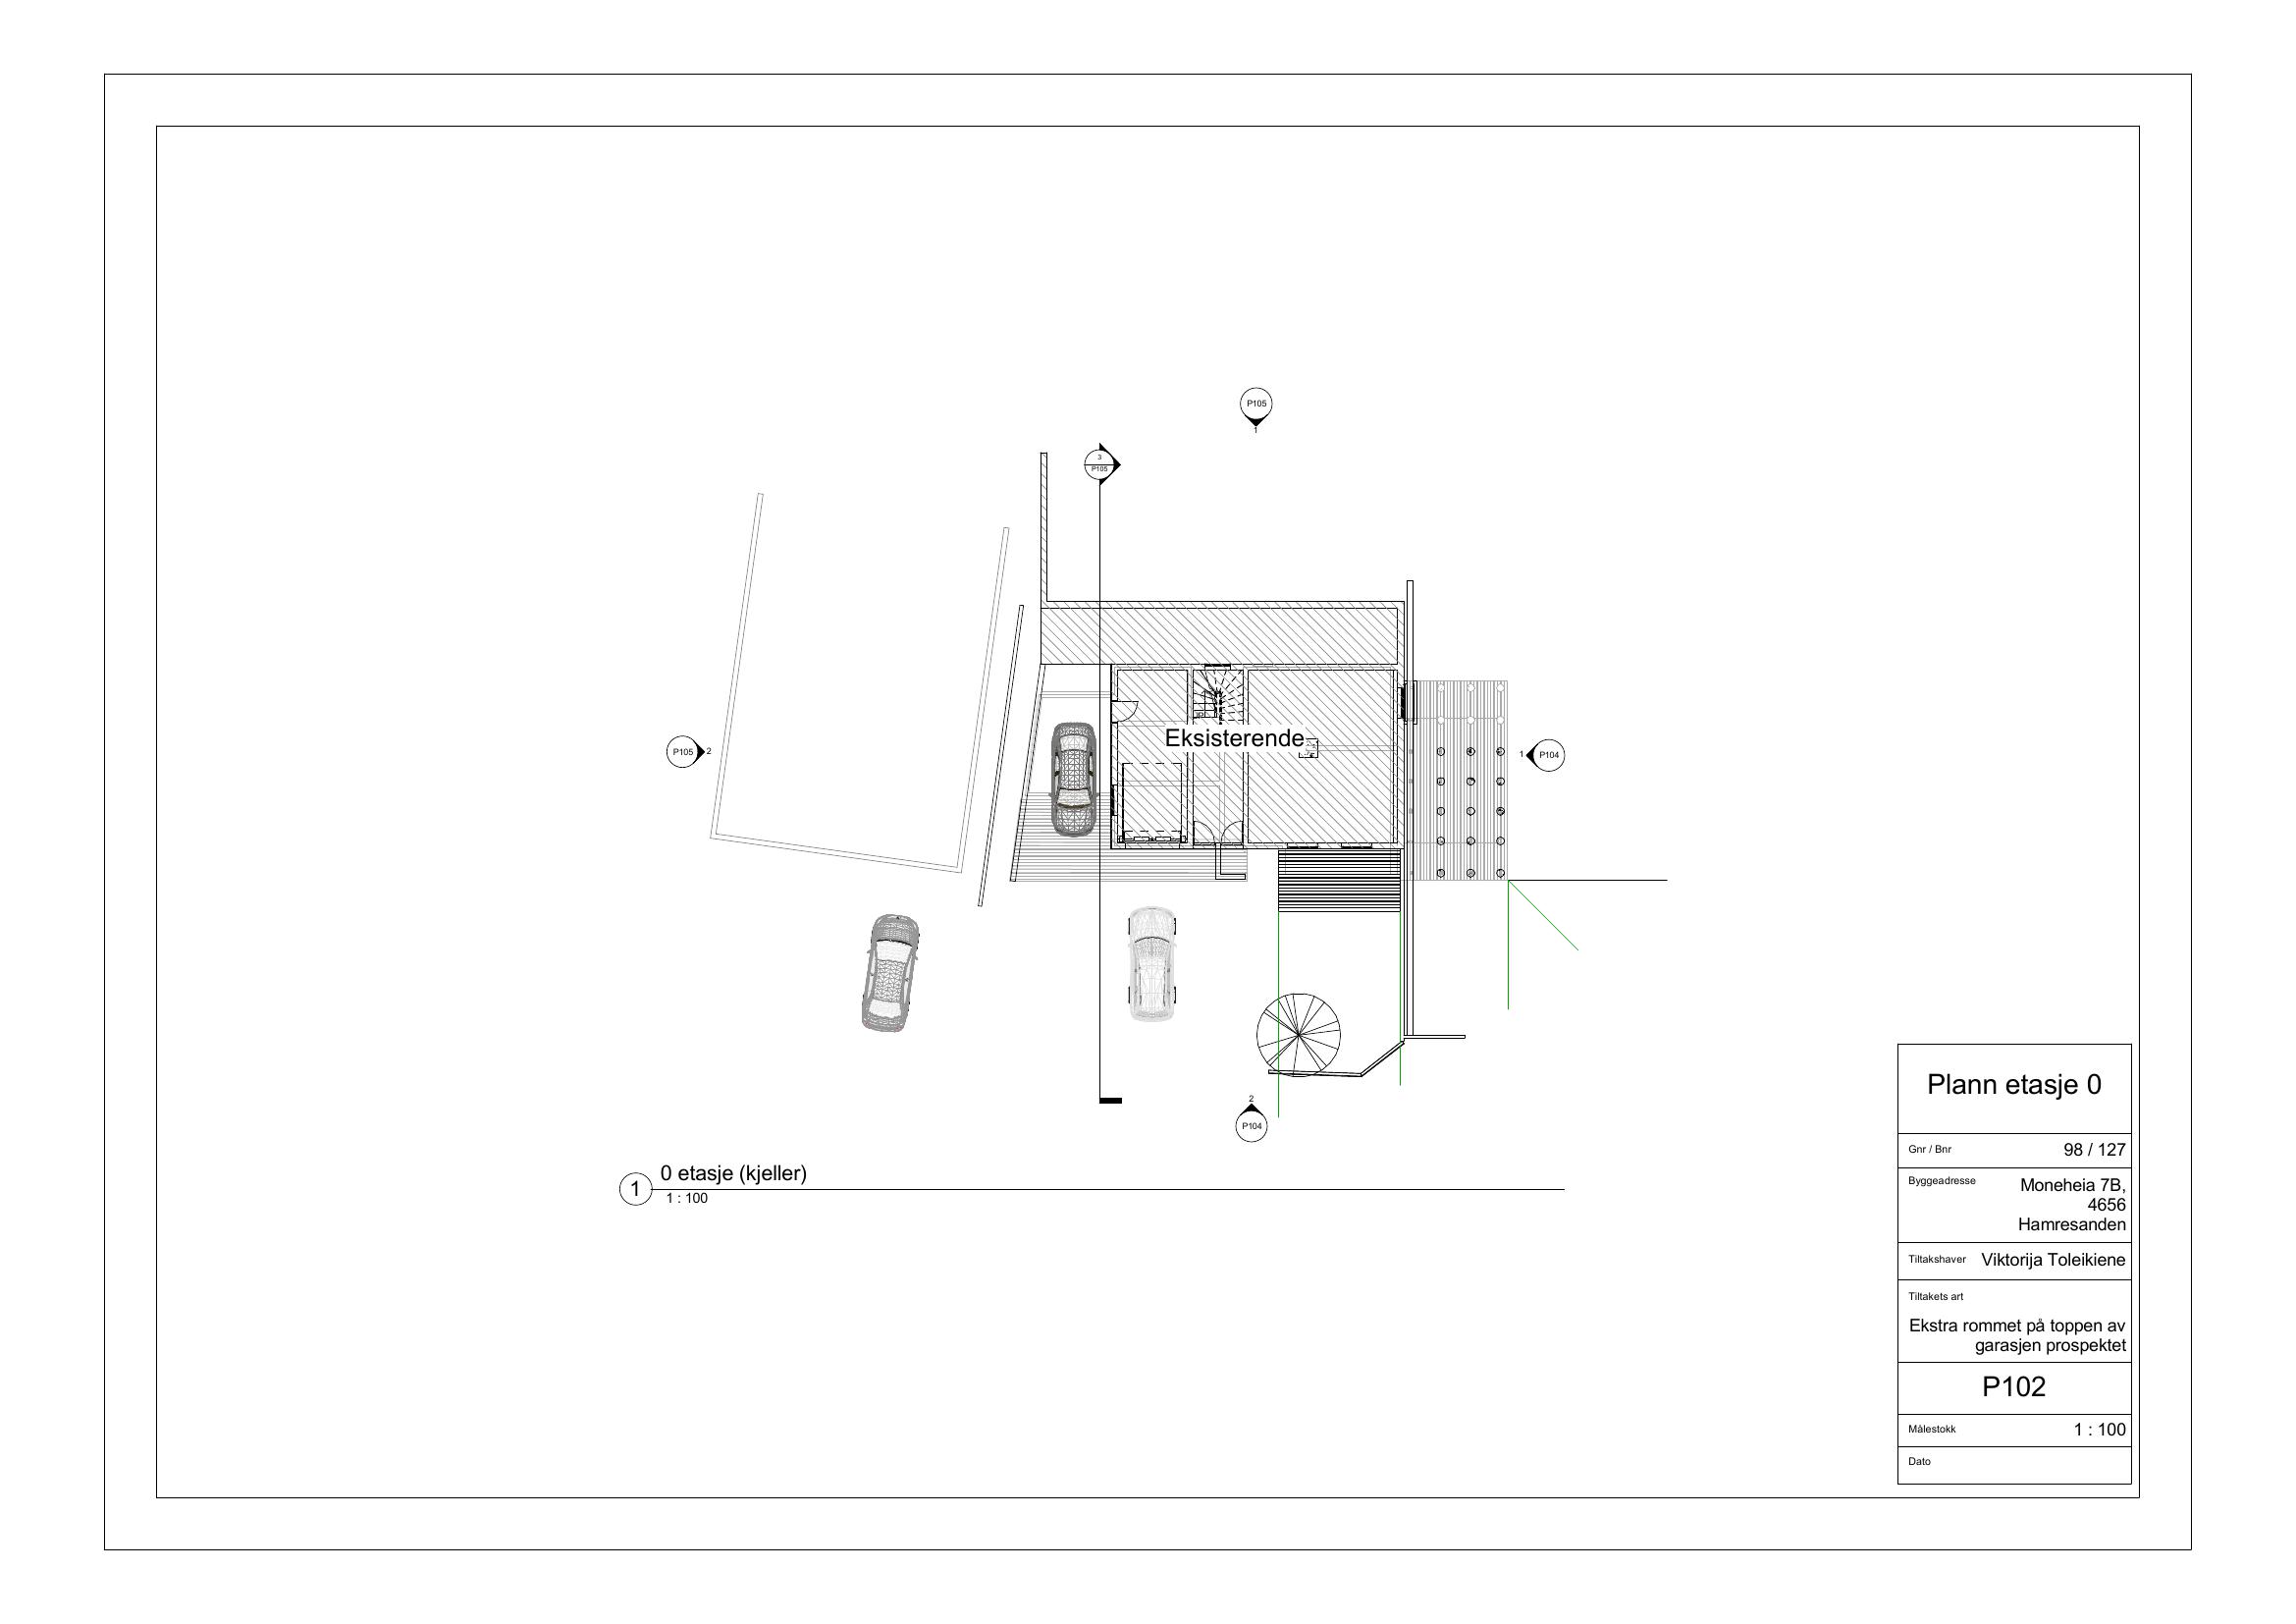 P105
1
3
P105
Eksisterende
P105
2
1
P104
2
P104
1
0 etasje (kjeller)
1 : 100
Plann etasje 0
Gnr / Bnr
98 / 127
Byggeadresse
Moneheia 7B,
4656
Hamresanden
Tiltakshaver
Viktorija Toleikiene
Tiltakets art
Ekstra rommet på toppen av
garasjen prospektet
P102
Målestokk
1 : 100
Dato